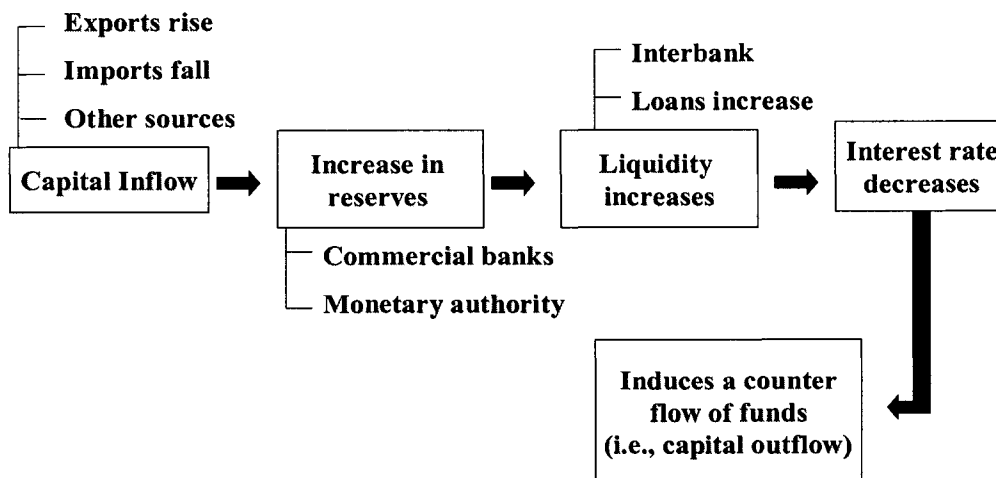 Exports rise
Imports fall
Other sources
Capital Inflow
Increase in
reserves
Commercial banks
Monetary authority
Interbank
Loans increase
Liquidity
increases
Interest rate
decreases
Induces a counter
flow of funds
(i.e., capital outflow)